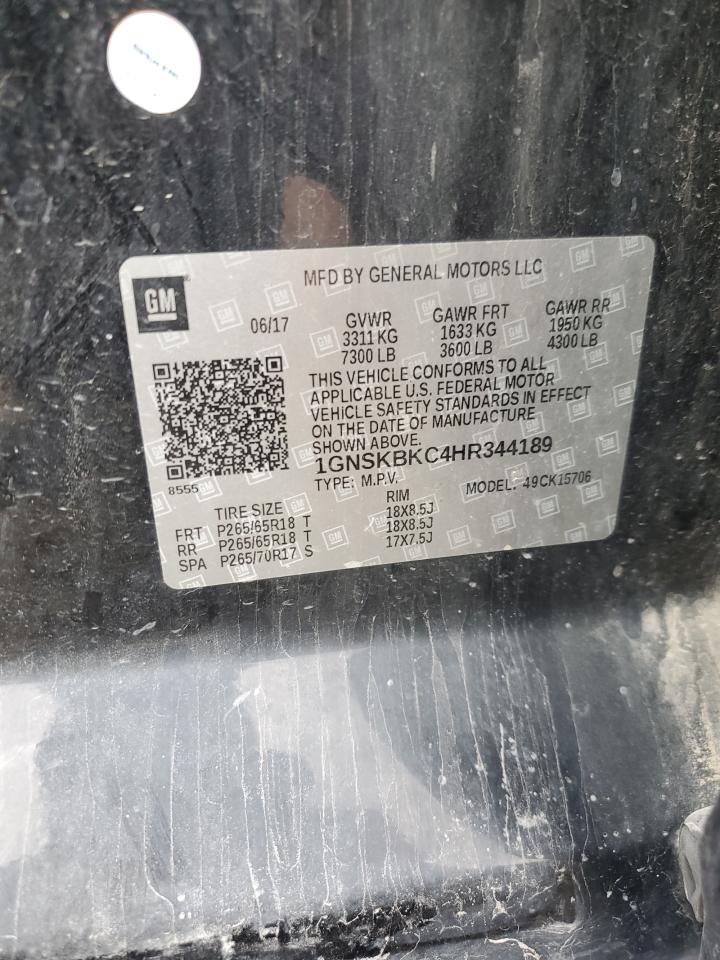 MFD BY GENERAL MOTORS LLC
GM
06/17
GVWR
3311 KG
7300 LB
GAWR FRT
1633 KG
3600 LB
GAWR RR
1950 KG
4300 LB
THIS VEHICLE CONFORMS TO ALL
APPLICABLE U.S. FEDERAL MOTOR
VEHICLE SAFETY STANDARDS IN EFFECT
ON THE DATE OF MANUFACTURE
SHOWN ABOVE.
8555
1GNSKBKC4HR344189
TYPE: M.P.V. MODEL: 49CK15706
TIRE SIZE RIM
FRT P265/65R18 T 18X8.5J
RR P265/65R18 T 18X8.5J
SPA P265/70R17 S 17X7.5J